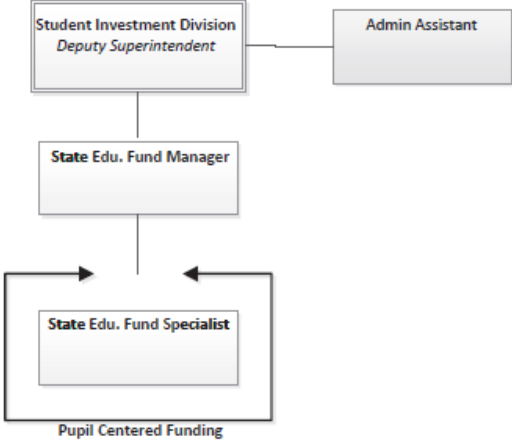 Student Investment Division
Deputy Superintendent
Admin Assistant
State Edu. Fund Manager
State Edu. Fund Specialist
Pupil Centered Funding